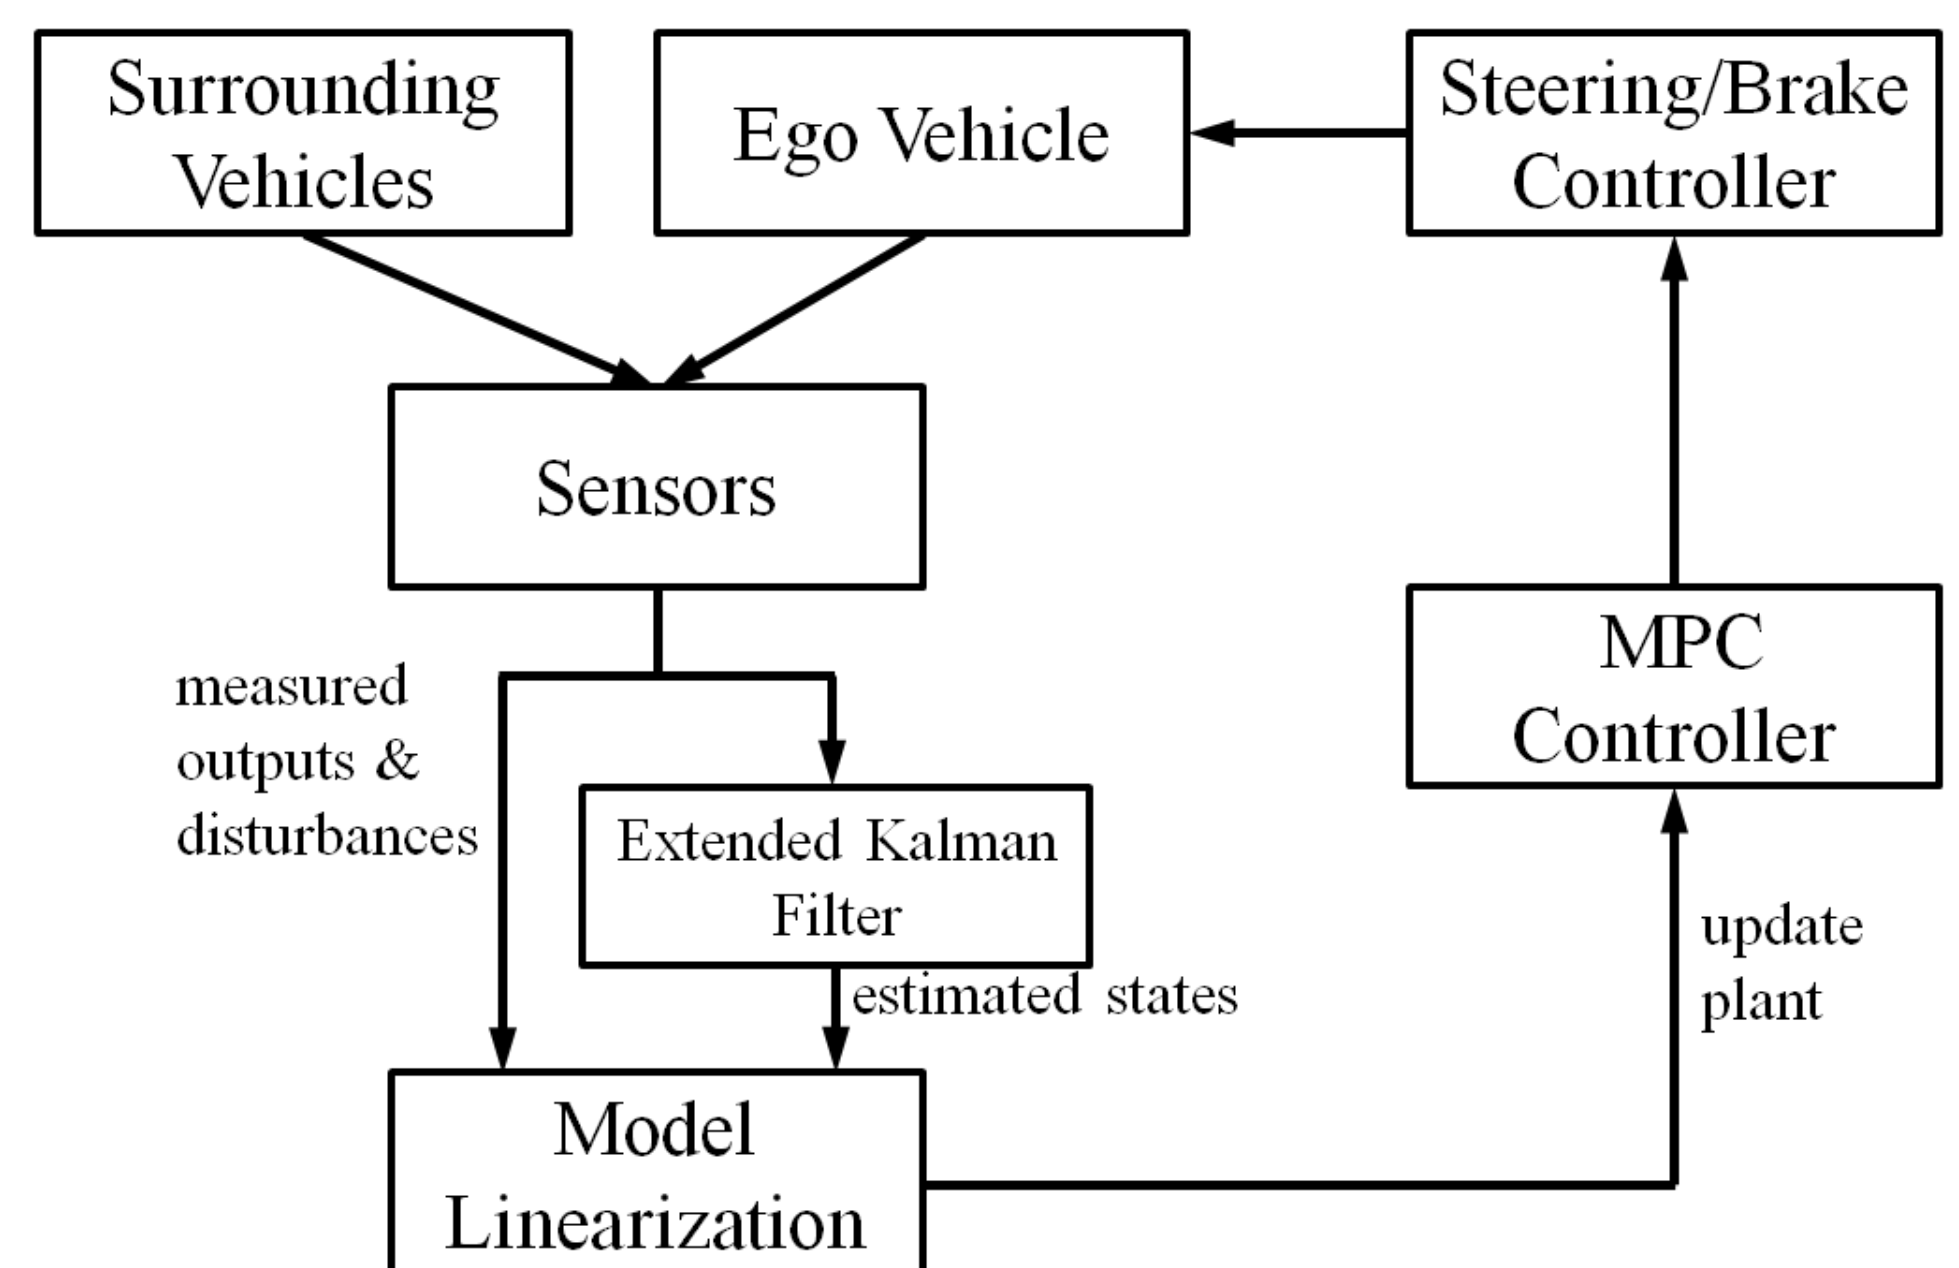 Surrounding
Vehicles
Ego Vehicle
Steering/Brake
Controller
Sensors
measured
outputs &
disturbances
Extended Kalman
Filter
estimated states
MPC
Controller
update
plant
Model
Linearization